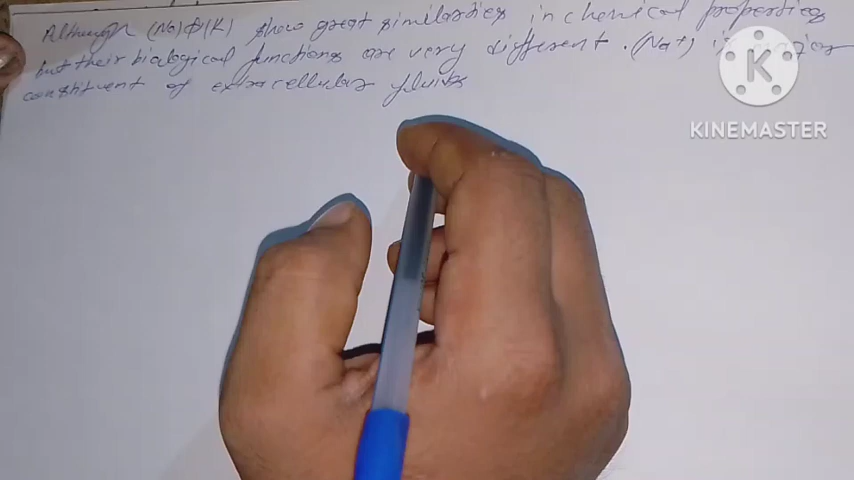 Although (Na) & (K) show great similarities in chemical properties
but their biological functions are very different. (Na+) is major
constituent of extracellular fluids
K
KINEMASTER